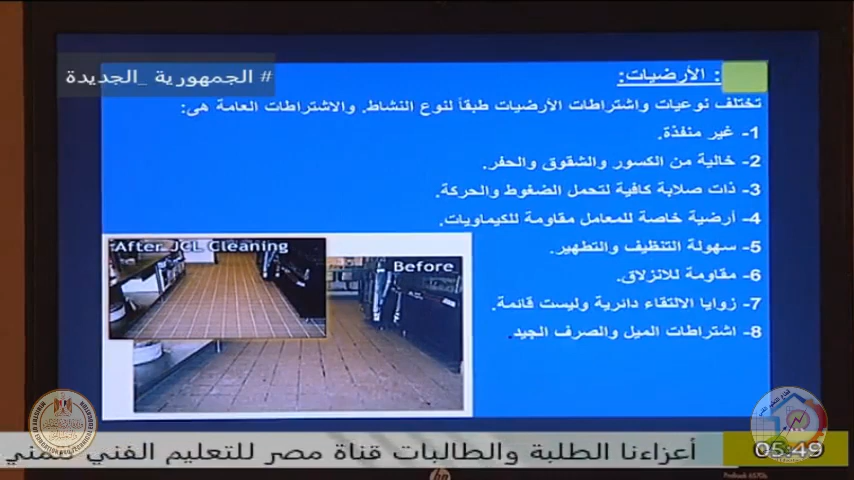 # الجمهورية _الجديدة
: الأرضيات:
تختلف نوعيات واشتراطات الأرضيات طبقاً لنوع النشاط. والاشتراطات العامة هى:
1- غير منفذة.
2- خالية من الكسور والشقوق والحفر.
3- ذات صلابة كافية لتحمل الضغوط والحركة.
4- أرضية خاصة للمعامل مقاومة للكيماويات.
5- سهولة التنظيف والتطهير.
6- مقاومة للانزلاق.
7- زوايا الالتقاء دائرية وليست قائمة.
8- اشتراطات الميل والصرف الجيد
After JCL Cleaning
Before
أعزاءنا الطلبة والطالبات قناة مصر للتعليم الفني
05:49
hp